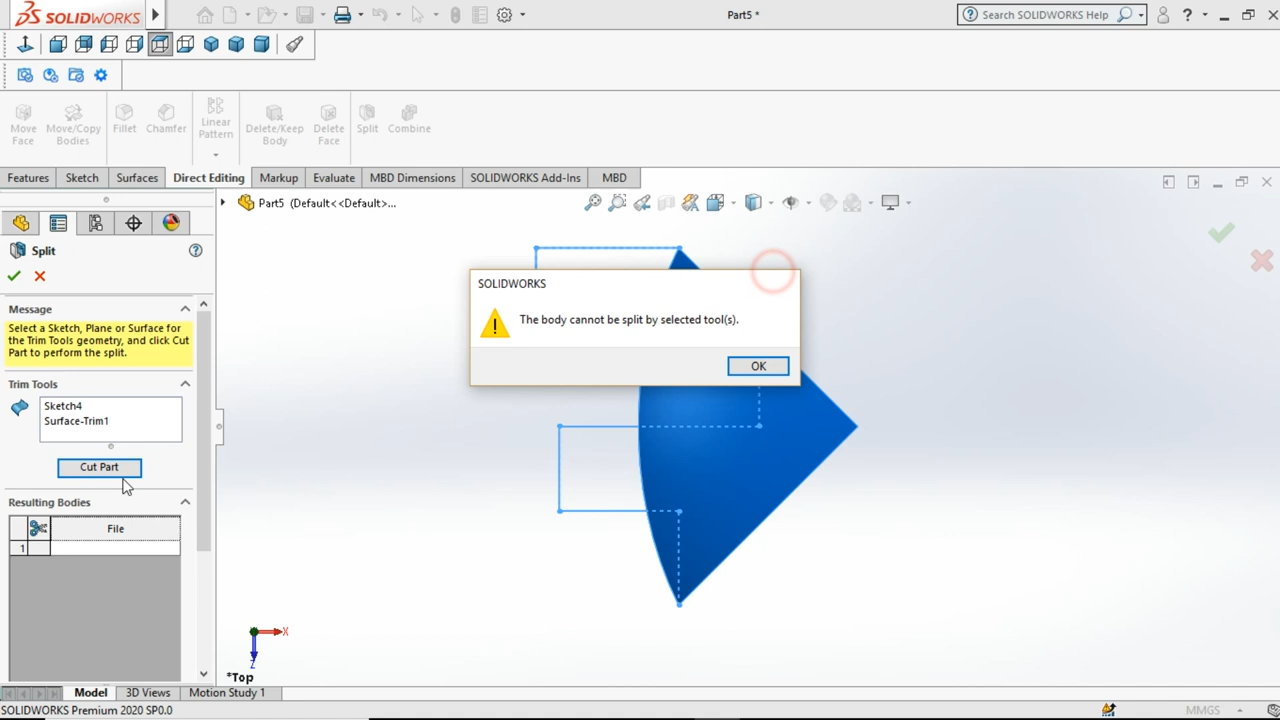 SOLIDWORKS
Part5 *
Search SOLIDWORKS Help
?
Move Face
Move/Copy Bodies
Fillet
Chamfer
Linear Pattern
Delete/Keep Body
Delete Face
Split
Combine
Features
Sketch
Surfaces
Direct Editing
Markup
Evaluate
MBD Dimensions
SOLIDWORKS Add-Ins
MBD
Part5 (Default<<Default>...
Split
?
Message
Select a Sketch, Plane or Surface for
the Trim Tools geometry, and click Cut
Part to perform the split.
Trim Tools
Sketch4
Surface-Trim1
Cut Part
Resulting Bodies
File
1
SOLIDWORKS
The body cannot be split by selected tool(s).
OK
X
Z
*Top
Model
3D Views
Motion Study 1
SOLIDWORKS Premium 2020 SP0.0
MMGS